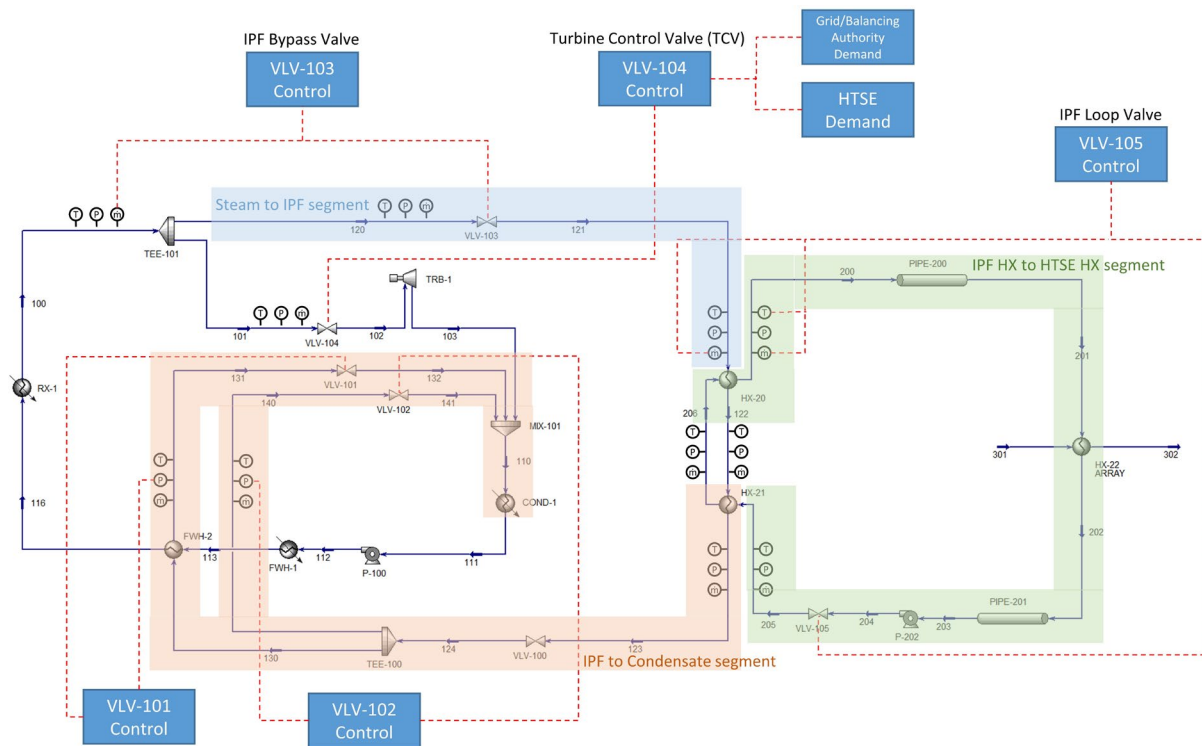 IPF Bypass Valve
VLV-103
Control
Turbine Control Valve (TCV)
VLV-104
Control
Grid/Balancing
Authority
Demand
HTSE
Demand
IPF Loop Valve
VLV-105
Control
Steam to IPF segment
T P ṁ
T P ṁ
TEE-101
120
VLV-103
121
100
TRB-1
101
T P ṁ
VLV-104
102
103
T
P
ṁ
T
P
ṁ
200
PIPE-200
IPF HX to HTSE HX segment
201
RX-1
131
VLV-101
132
140
VLV-102
141
MIX-101
110
COND-1
HX-20
206
122
T
P
ṁ
T
P
ṁ
HX-21
301
302
HX-22
ARRAY
202
T
P
ṁ
T
P
ṁ
116
FWH-2
113
FWH-1
112
P-100
111
T
P
ṁ
T
P
ṁ
130
TEE-100
124
VLV-100
123
IPF to Condensate segment
205
VLV-105
204
P-202
203
PIPE-201
VLV-101
Control
VLV-102
Control